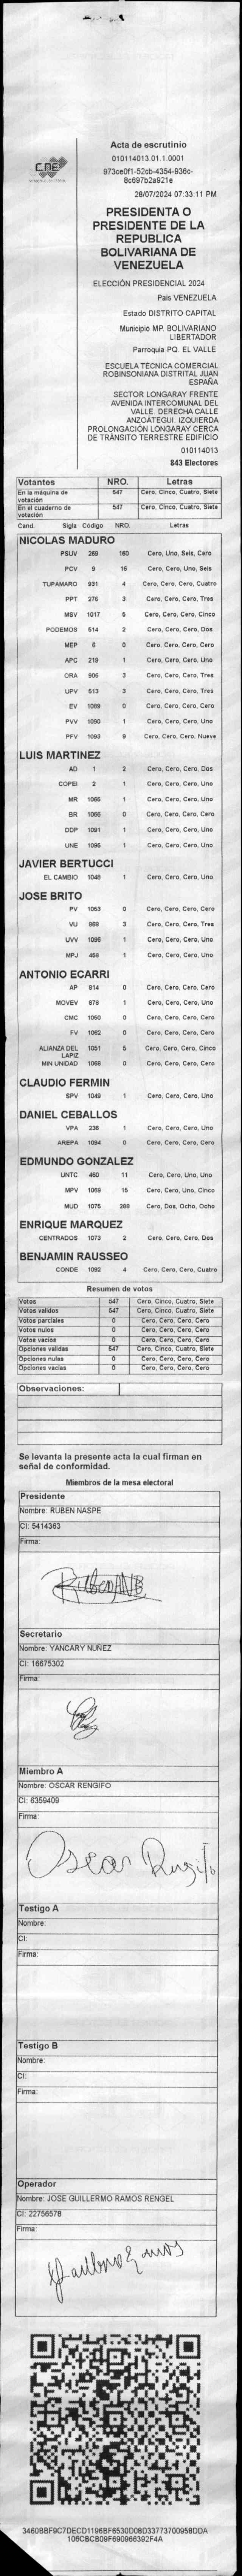 CNE
Acta de escrutinio
010114013.01.1.0001
973ce0f1-52cb-4354-936c-
8c697b2a921e
28/07/2024 07:33:11 PM
PRESIDENTA O
PRESIDENTE DE LA
REPUBLICA
BOLIVARIANA DE
VENEZUELA
ELECCIÓN PRESIDENCIAL 2024
Pais VENEZUELA
Estado DISTRITO CAPITAL
Municipio MP. BOLIVARIANO
LIBERTADOR
Parroquia PQ. EL VALLE
ESCUELA TÉCNICA COMERCIAL
ROBINSONIANA DISTRITAL JUAN
ESPAÑA
SECTOR LONGARAY FRENTE
AVENIDA INTERCOMUNAL DEL
VALLE. DERECHA CALLE
ANZOÁTEGUI. IZQUIERDA
PROLONGACIÓN LONGARAY CERCA
DE TRÁNSITO TERRESTRE EDIFICIO
010114013
843 Electores
Votantes NRO. Letras
En la máquina de votación 547 Cero, Cinco, Cuatro, Siete
En el cuaderno de votación 547 Cero, Cinco, Cuatro, Siete
Cand. Sigla Código NRO. Letras
NICOLAS MADURO
PSUV 269 160 Cero, Uno, Seis, Cero
PCV 9 16 Cero, Cero, Uno, Seis
TUPAMARO 931 4 Cero, Cero, Cero, Cuatro
PPT 276 3 Cero, Cero, Cero, Tres
MSV 1017 5 Cero, Cero, Cero, Cinco
PODEMOS 514 2 Cero, Cero, Cero, Dos
MEP 6 0 Cero, Cero, Cero, Cero
APC 219 1 Cero, Cero, Cero, Uno
ORA 906 3 Cero, Cero, Cero, Tres
UPV 513 3 Cero, Cero, Cero, Tres
EV 1089 0 Cero, Cero, Cero, Cero
PVV 1090 1 Cero, Cero, Cero, Uno
PFV 1093 9 Cero, Cero, Cero, Nueve
LUIS MARTINEZ
AD 1 2 Cero, Cero, Cero, Dos
COPEI 2 1 Cero, Cero, Cero, Uno
MR 1065 1 Cero, Cero, Cero, Uno
BR 1066 0 Cero, Cero, Cero, Cero
DDP 1091 1 Cero, Cero, Cero, Uno
UNE 1095 1 Cero, Cero, Cero, Uno
JAVIER BERTUCCI
EL CAMBIO 1048 1 Cero, Cero, Cero, Uno
JOSE BRITO
PV 1053 0 Cero, Cero, Cero, Cero
VU 988 3 Cero, Cero, Cero, Tres
UVV 1096 1 Cero, Cero, Cero, Uno
MPJ 458 1 Cero, Cero, Cero, Uno
ANTONIO ECARRI
AP 914 0 Cero, Cero, Cero, Cero
MOVEV 979 1 Cero, Cero, Cero, Uno
CMC 1050 0 Cero, Cero, Cero, Cero
FV 1062 0 Cero, Cero, Cero, Cero
ALIANZA DEL LAPIZ 1051 5 Cero, Cero, Cero, Cinco
MIN UNIDAD 1068 0 Cero, Cero, Cero, Cero
CLAUDIO FERMIN
SPV 1049 1 Cero, Cero, Cero, Uno
DANIEL CEBALLOS
VPA 236 1 Cero, Cero, Cero, Uno
AREPA 1094 0 Cero, Cero, Cero, Cero
EDMUNDO GONZALEZ
UNTC 460 11 Cero, Cero, Uno, Uno
MPV 1069 15 Cero, Cero, Uno, Cinco
MUD 1075 288 Cero, Dos, Ocho, Ocho
ENRIQUE MARQUEZ
CENTRADOS 1073 2 Cero, Cero, Cero, Dos
BENJAMIN RAUSSEO
CONDE 1092 4 Cero, Cero, Cero, Cuatro
Resumen de votos
Votos 547 Cero, Cinco, Cuatro, Siete
Votos validos 547 Cero, Cinco, Cuatro, Siete
Votos parciales 0 Cero, Cero, Cero, Cero
Votos nulos 0 Cero, Cero, Cero, Cero
Votos vacíos 0 Cero, Cero, Cero, Cero
Opciones validas 547 Cero, Cinco, Cuatro, Siete
Opciones nulas 0 Cero, Cero, Cero, Cero
Opciones vacías 0 Cero, Cero, Cero, Cero
Observaciones:
Se levanta la presente acta la cual firman en
señal de conformidad.
Miembros de la mesa electoral
Presidente
Nombre: RUBEN NASPE
CI: 5414363
Firma:
Secretario
Nombre: YANCARY NUÑEZ
CI: 16675302
Firma:
Miembro A
Nombre: OSCAR RENGIFO
CI: 6359409
Firma:
Oscar Rengifo
Testigo A
Nombre:
CI:
Firma:
Testigo B
Nombre:
CI:
Firma:
Operador
Nombre: JOSE GUILLERMO RAMOS RENGEL
CI: 22756578
Firma:
3460BBF9C7DECD1196BF6530D08D33773700958DDA
106CBCB09F690966392F4A